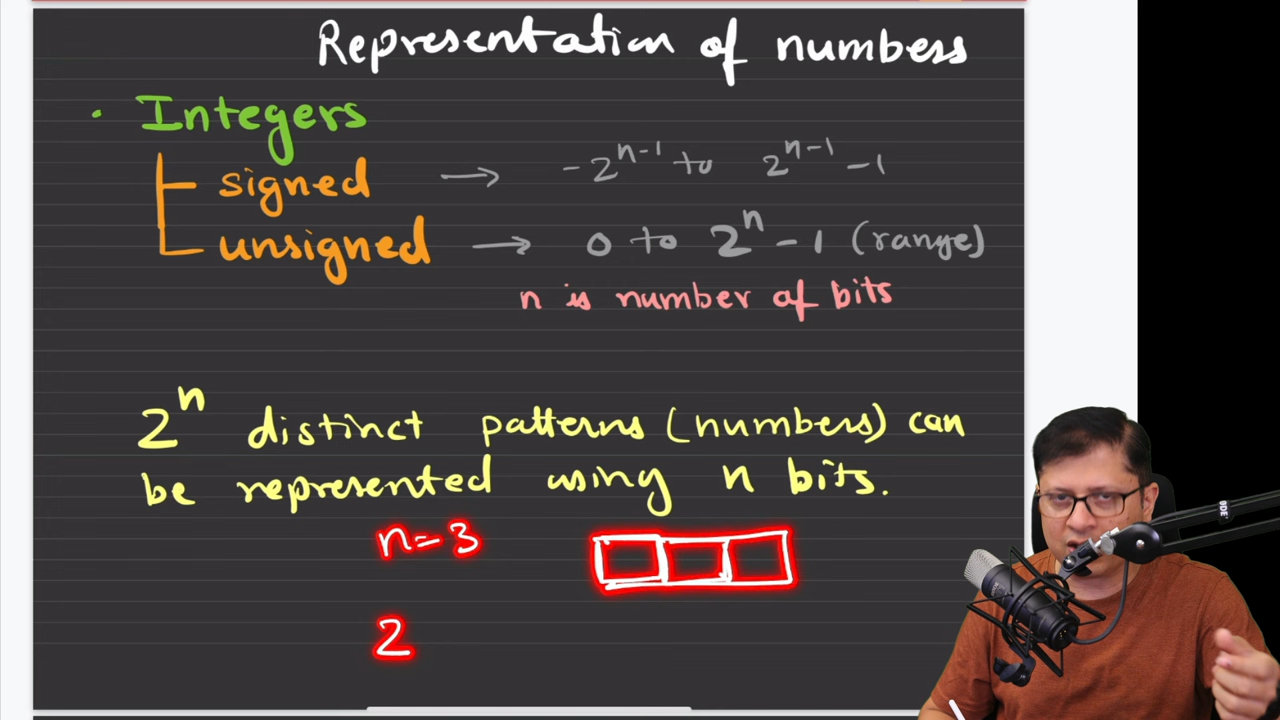 Representation of numbers
• Integers
signed → -2^{n-1} to 2^{n-1} -1
unsigned → 0 to 2^n -1 (range)
n is number of bits
2^n distinct patterns (numbers) can
be represented using n bits.
n=3
2